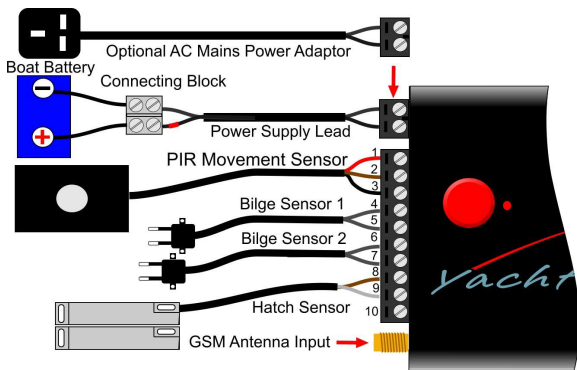 Optional AC Mains Power Adaptor
Boat Battery
Connecting Block
Power Supply Lead
PIR Movement Sensor
1
2
3
Bilge Sensor 1
4
5
Bilge Sensor 2
6
7
8
Hatch Sensor
9
10
GSM Antenna Input
Yacht